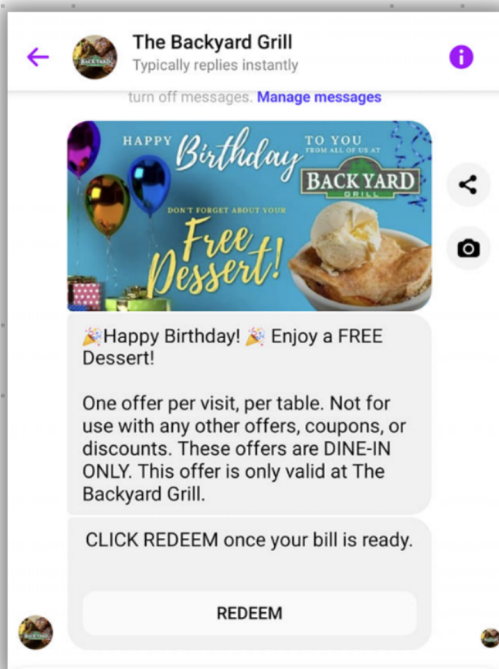 The Backyard Grill
Typically replies instantly
turn off messages. Manage messages
HAPPY Birthday TO YOU
FROM ALL OF US AT
BACK YARD
GRILL
DON'T FORGET ABOUT YOUR
Free
Dessert!
🎉Happy Birthday! 🎉 Enjoy a FREE
Dessert!
One offer per visit, per table. Not for
use with any other offers, coupons, or
discounts. These offers are DINE-IN
ONLY. This offer is only valid at The
Backyard Grill.
CLICK REDEEM once your bill is ready.
REDEEM